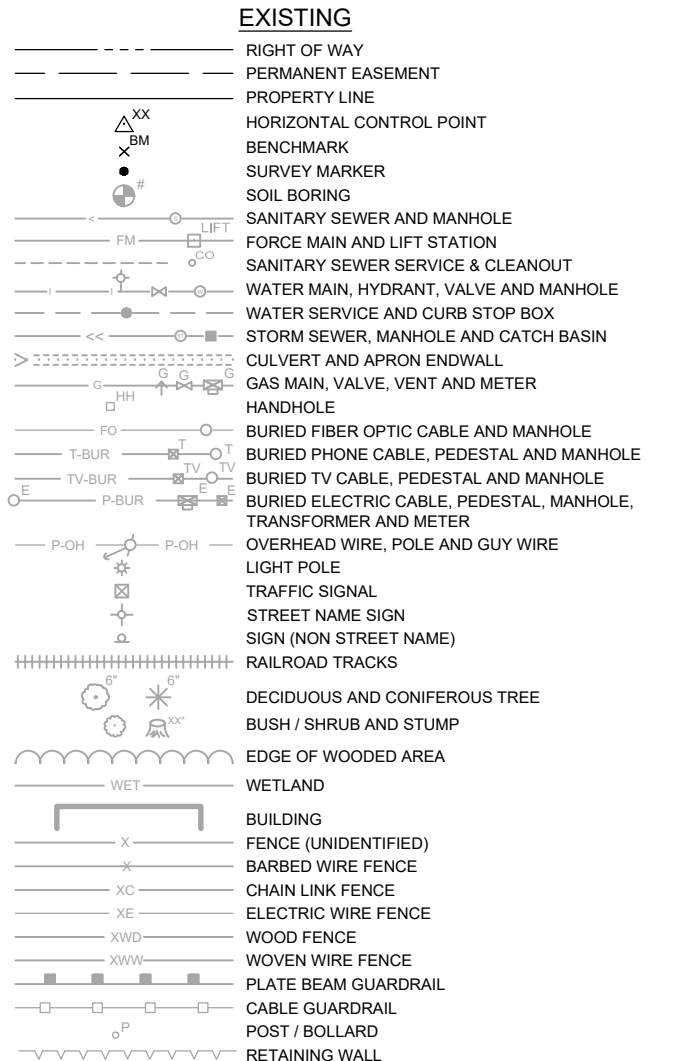 EXISTING
RIGHT OF WAY
PERMANENT EASEMENT
PROPERTY LINE
XX HORIZONTAL CONTROL POINT
BM BENCHMARK
SURVEY MARKER
# SOIL BORING
< S SANITARY SEWER AND MANHOLE
FM LIFT FORCE MAIN AND LIFT STATION
CO SANITARY SEWER SERVICE & CLEANOUT
I I W WATER MAIN, HYDRANT, VALVE AND MANHOLE
WATER SERVICE AND CURB STOP BOX
<< ST STORM SEWER, MANHOLE AND CATCH BASIN
> CULVERT AND APRON ENDWALL
G G G G GAS MAIN, VALVE, VENT AND METER
HH HANDHOLE
FO BURIED FIBER OPTIC CABLE AND MANHOLE
T-BUR T T BURIED PHONE CABLE, PEDESTAL AND MANHOLE
TV-BUR TV TV BURIED TV CABLE, PEDESTAL AND MANHOLE
E P-BUR E E BURIED ELECTRIC CABLE, PEDESTAL, MANHOLE,
TRANSFORMER AND METER
P-OH P-OH OVERHEAD WIRE, POLE AND GUY WIRE
LIGHT POLE
TRAFFIC SIGNAL
STREET NAME SIGN
SIGN (NON STREET NAME)
RAILROAD TRACKS
6" 6" DECIDUOUS AND CONIFEROUS TREE
XX" BUSH / SHRUB AND STUMP
EDGE OF WOODED AREA
WET WETLAND
BUILDING
X FENCE (UNIDENTIFIED)
X BARBED WIRE FENCE
XC CHAIN LINK FENCE
XE ELECTRIC WIRE FENCE
XWD WOOD FENCE
XWW WOVEN WIRE FENCE
PLATE BEAM GUARDRAIL
CABLE GUARDRAIL
P POST / BOLLARD
RETAINING WALL